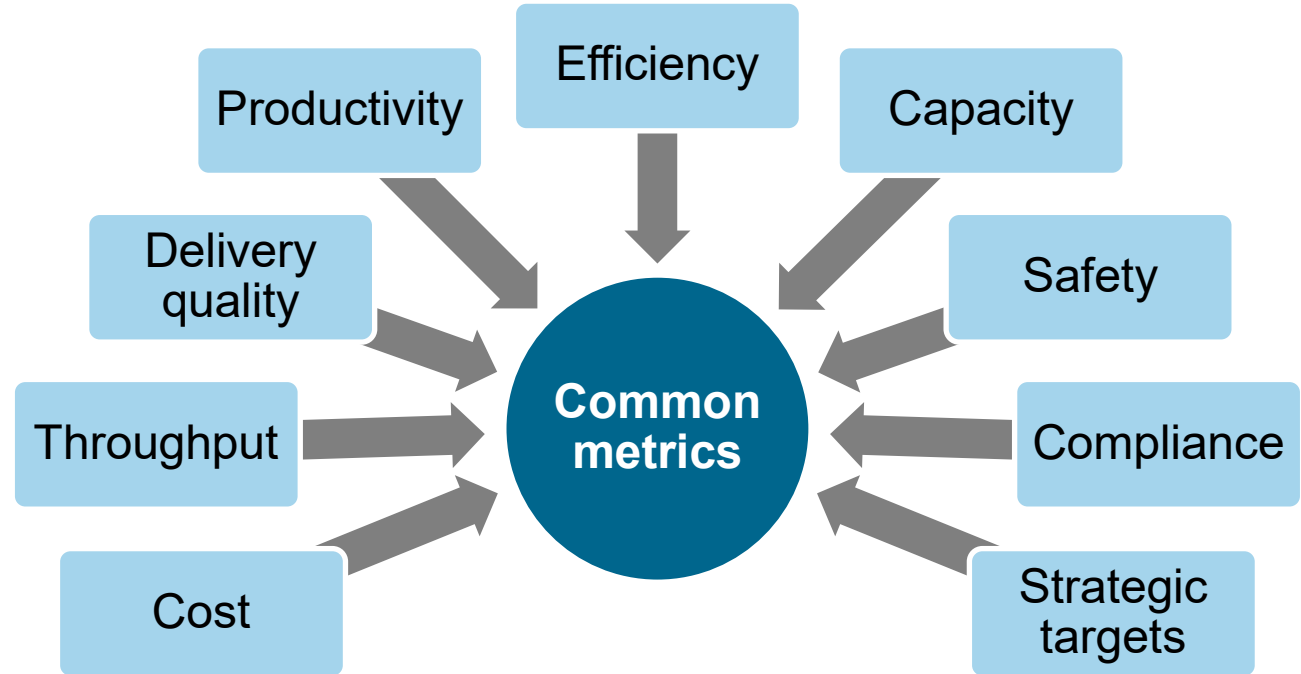 Efficiency
Productivity
Capacity
Delivery
quality
Safety
Common
metrics
Throughput
Compliance
Cost
Strategic
targets